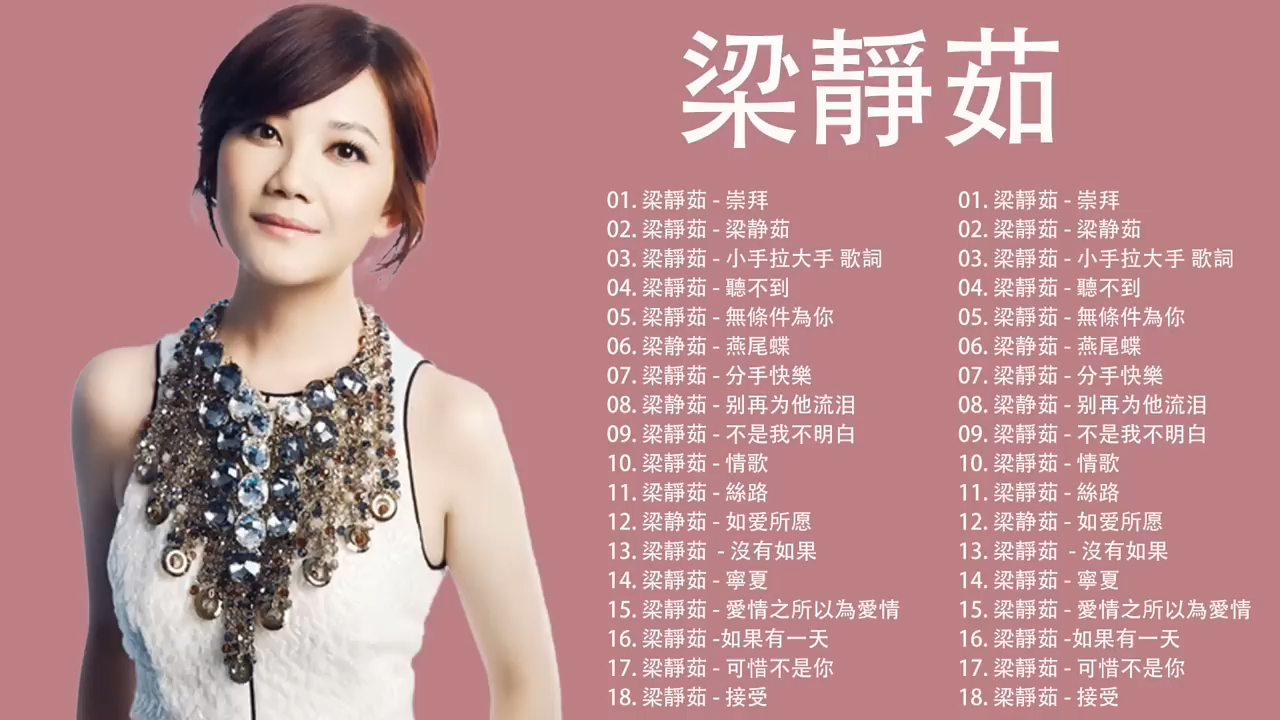 梁靜茹
01. 梁靜茹 - 崇拜
02. 梁靜茹 - 梁静茹
03. 梁靜茹 - 小手拉大手 歌詞
04. 梁靜茹 - 聽不到
05. 梁靜茹 - 無條件為你
06. 梁静茹 - 燕尾蝶
07. 梁靜茹 - 分手快樂
08. 梁静茹 - 别再为他流泪
09. 梁靜茹 - 不是我不明白
10. 梁靜茹 - 情歌
11. 梁靜茹 - 絲路
12. 梁静茹 - 如爱所愿
13. 梁靜茹 - 沒有如果
14. 梁靜茹 - 寧夏
15. 梁靜茹 - 愛情之所以為愛情
16. 梁靜茹 -如果有一天
17. 梁靜茹 - 可惜不是你
18. 梁靜茹 - 接受
01. 梁靜茹 - 崇拜
02. 梁靜茹 - 梁静茹
03. 梁靜茹 - 小手拉大手 歌詞
04. 梁靜茹 - 聽不到
05. 梁靜茹 - 無條件為你
06. 梁静茹 - 燕尾蝶
07. 梁靜茹 - 分手快樂
08. 梁静茹 - 别再为他流泪
09. 梁靜茹 - 不是我不明白
10. 梁靜茹 - 情歌
11. 梁靜茹 - 絲路
12. 梁静茹 - 如爱所愿
13. 梁靜茹 - 沒有如果
14. 梁靜茹 - 寧夏
15. 梁靜茹 - 愛情之所以為愛情
16. 梁靜茹 -如果有一天
17. 梁靜茹 - 可惜不是你
18. 梁靜茹 - 接受